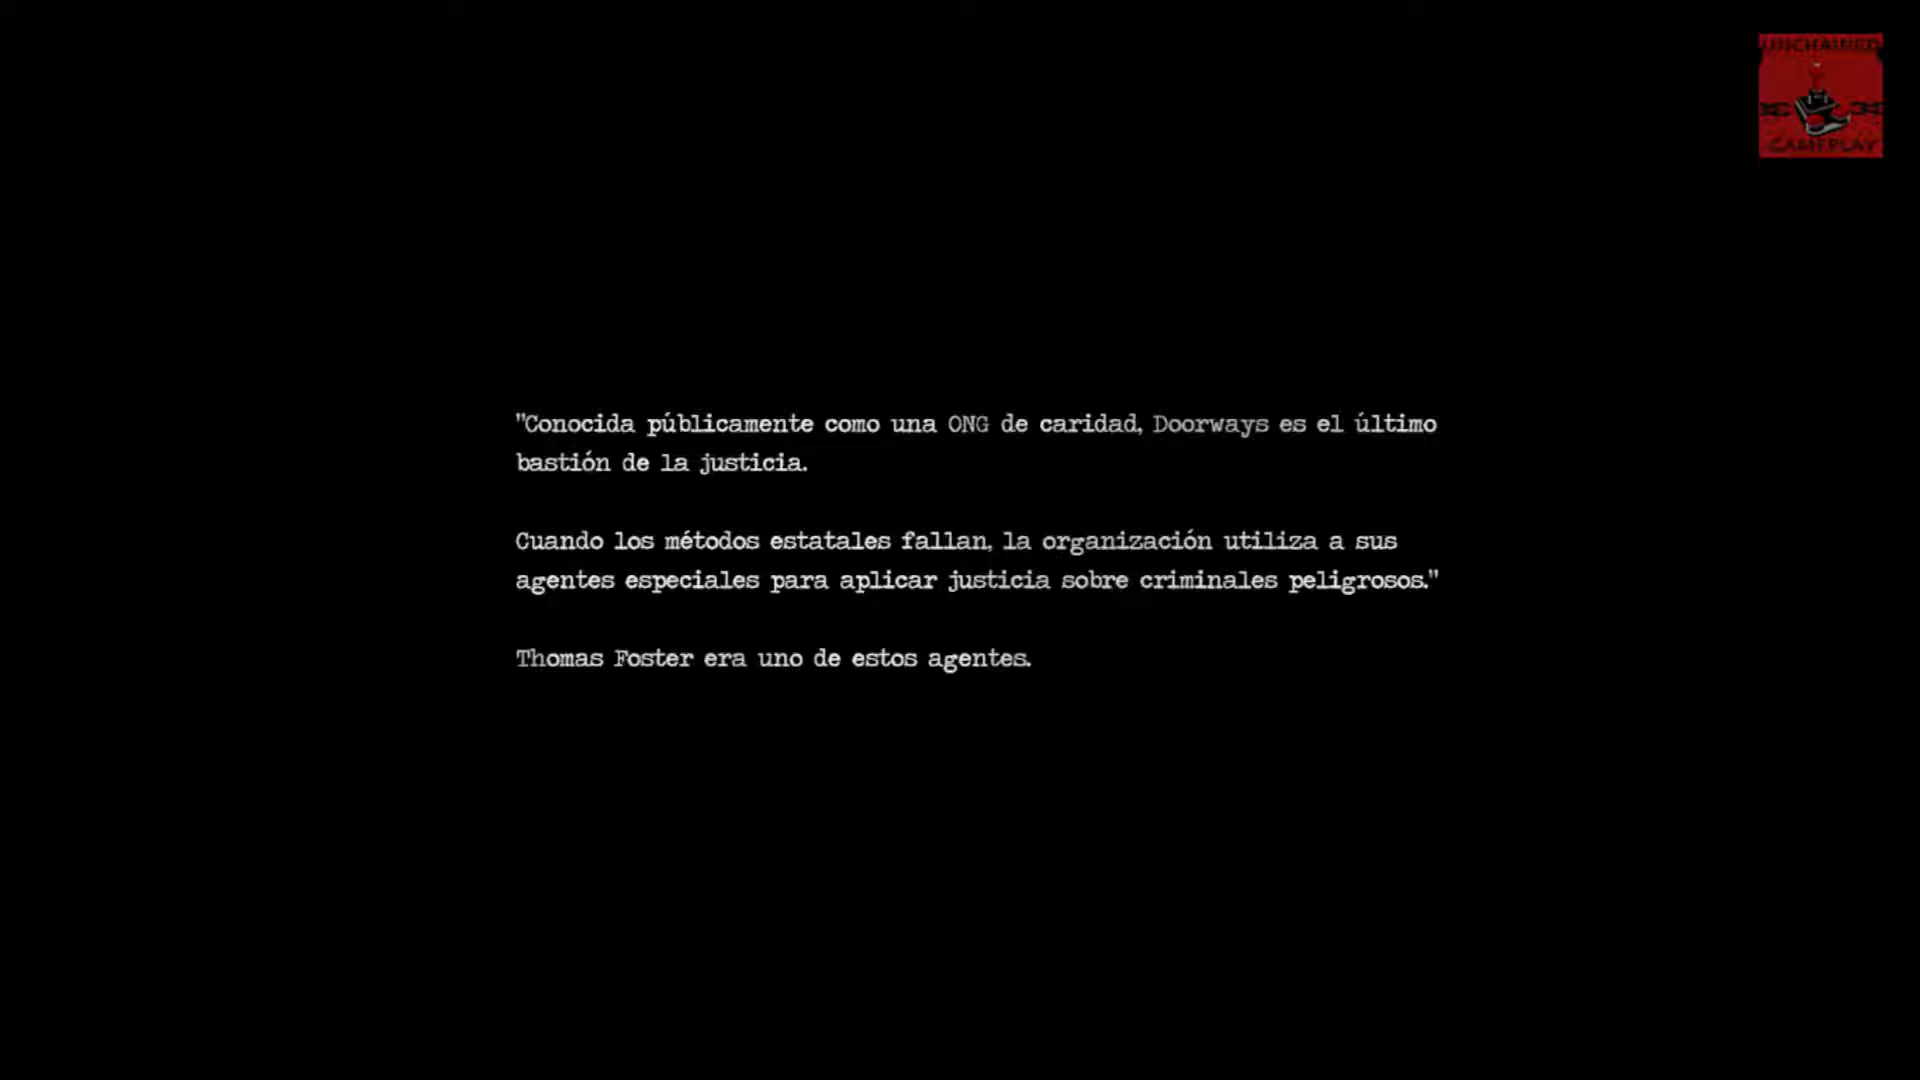 UNCHAINED
GAMEPLAY
"Conocida públicamente como una ONG de caridad, Doorways es el último
bastión de la justicia.
Cuando los métodos estatales fallan, la organización utiliza a sus
agentes especiales para aplicar justicia sobre criminales peligrosos."
Thomas Foster era uno de estos agentes.